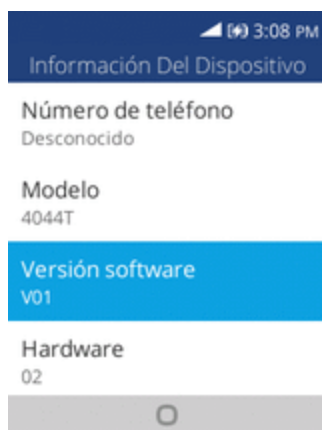 3:08 PM
Información Del Dispositivo
Número de teléfono
Desconocido
Modelo
4044T
Versión software
V01
Hardware
02